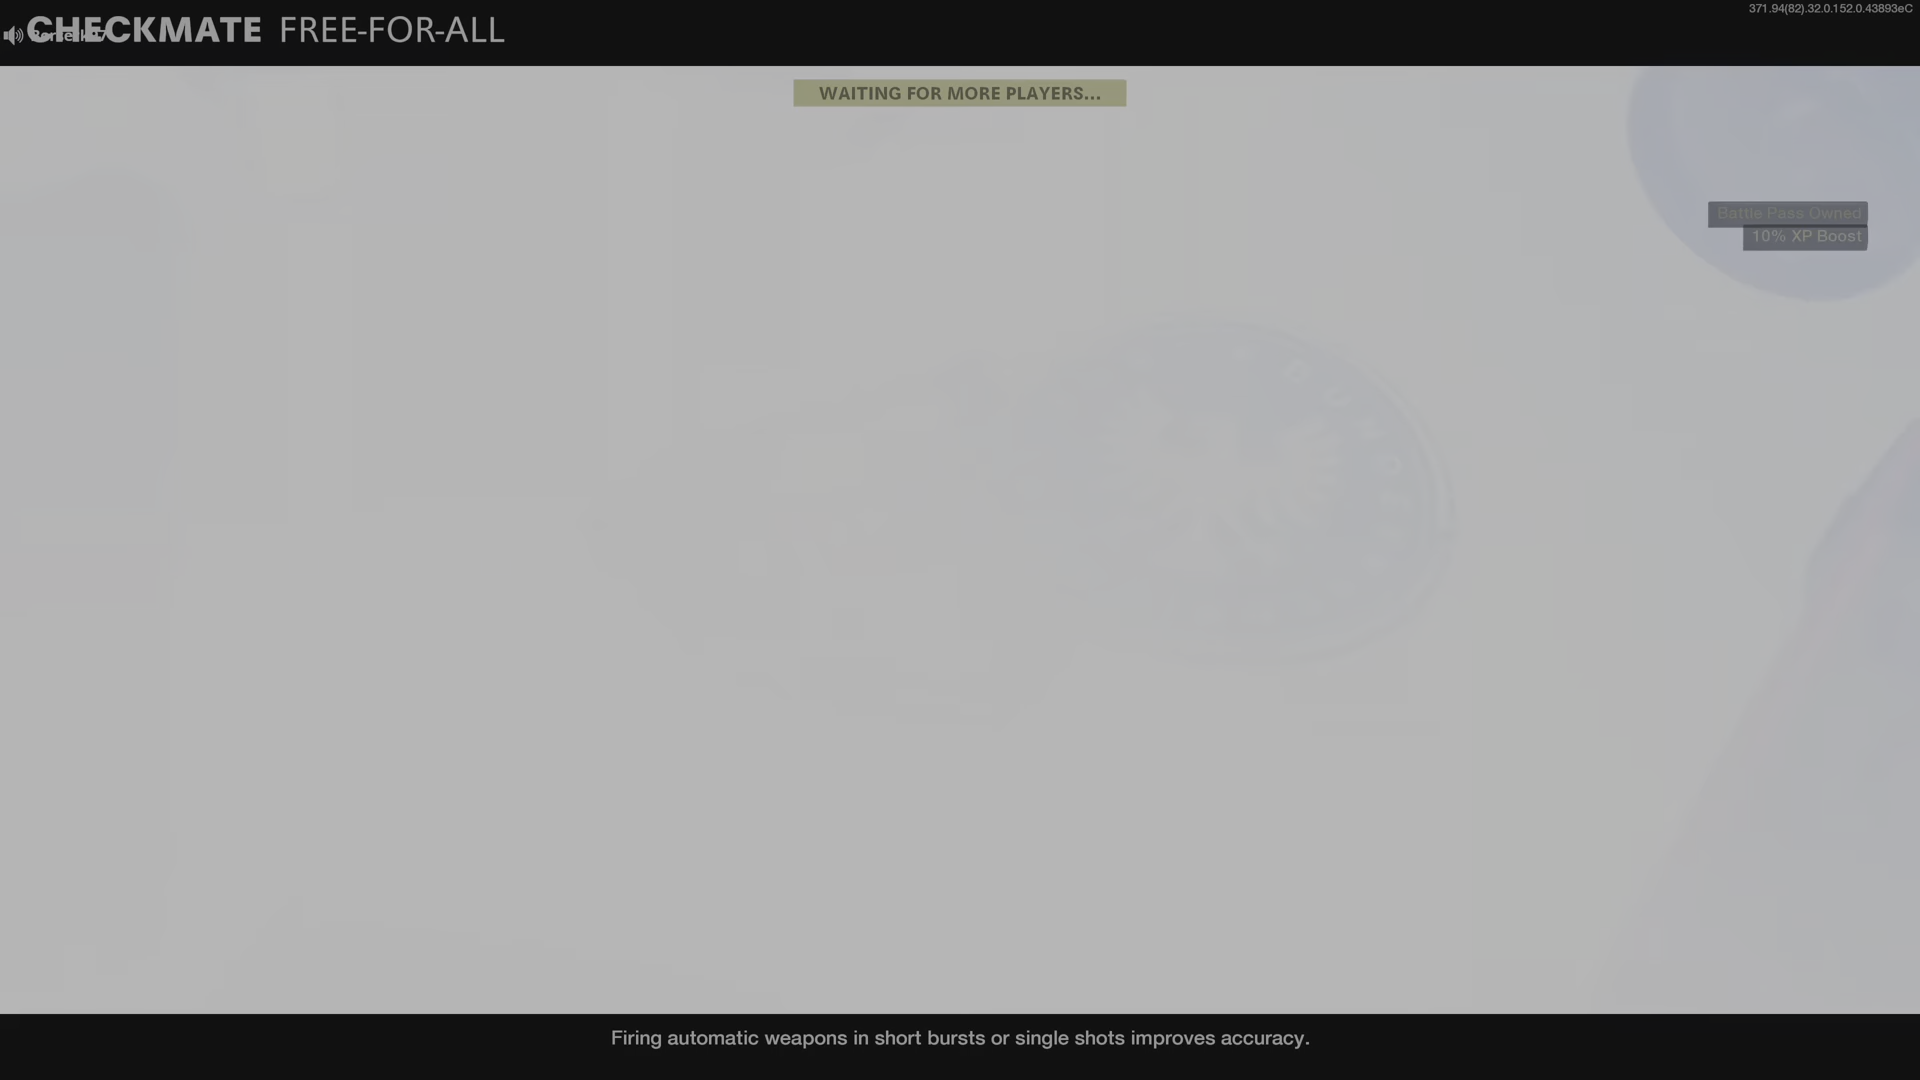 CHECKMATE FREE-FOR-ALL
371.94(82).32.0.152.0.43893eC
WAITING FOR MORE PLAYERS...
Battle Pass Owned
10% XP Boost
Firing automatic weapons in short bursts or single shots improves accuracy.